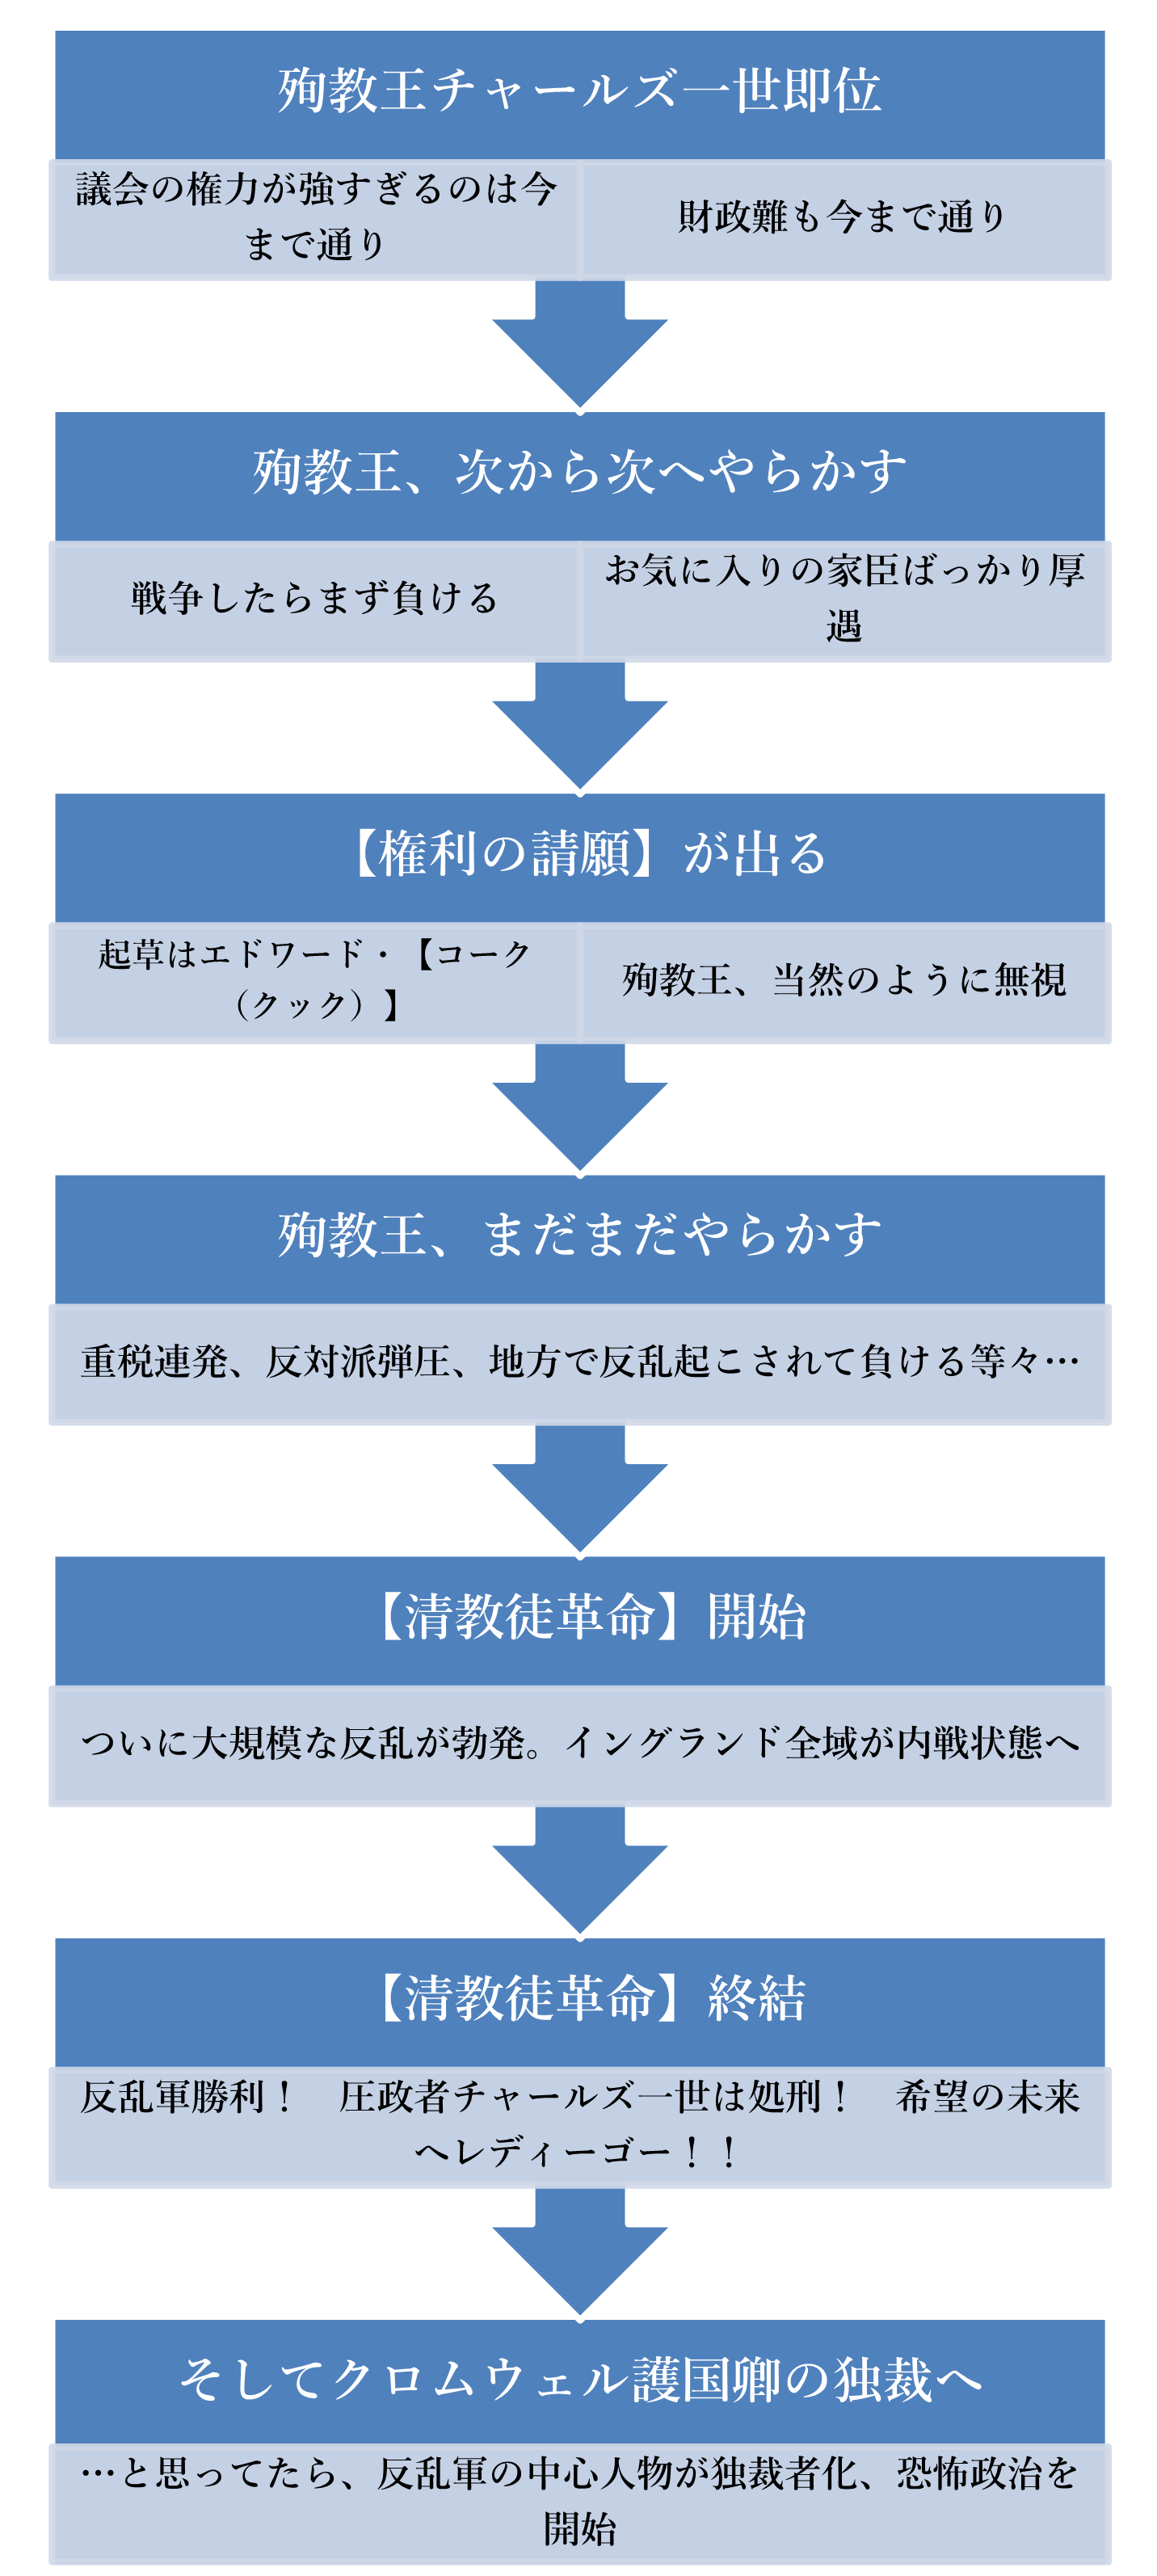 殉教王チャールズ一世即位
議会の権力が強すぎるのは今
まで通り
財政難も今まで通り
殉教王、次から次へやらかす
戦争したらまず負ける
お気に入りの家臣ばっかり厚
遇
【権利の請願】が出る
起草はエドワード・【コーク
（クック）】
殉教王、当然のように無視
殉教王、まだまだやらかす
重税連発、反対派弾圧、地方で反乱起こされて負ける等々…
【清教徒革命】開始
ついに大規模な反乱が勃発。イングランド全域が内戦状態へ
【清教徒革命】終結
反乱軍勝利！　圧政者チャールズ一世は処刑！　希望の未来
へレディーゴー！！
そしてクロムウェル護国卿の独裁へ
…と思ってたら、反乱軍の中心人物が独裁者化、恐怖政治を
開始